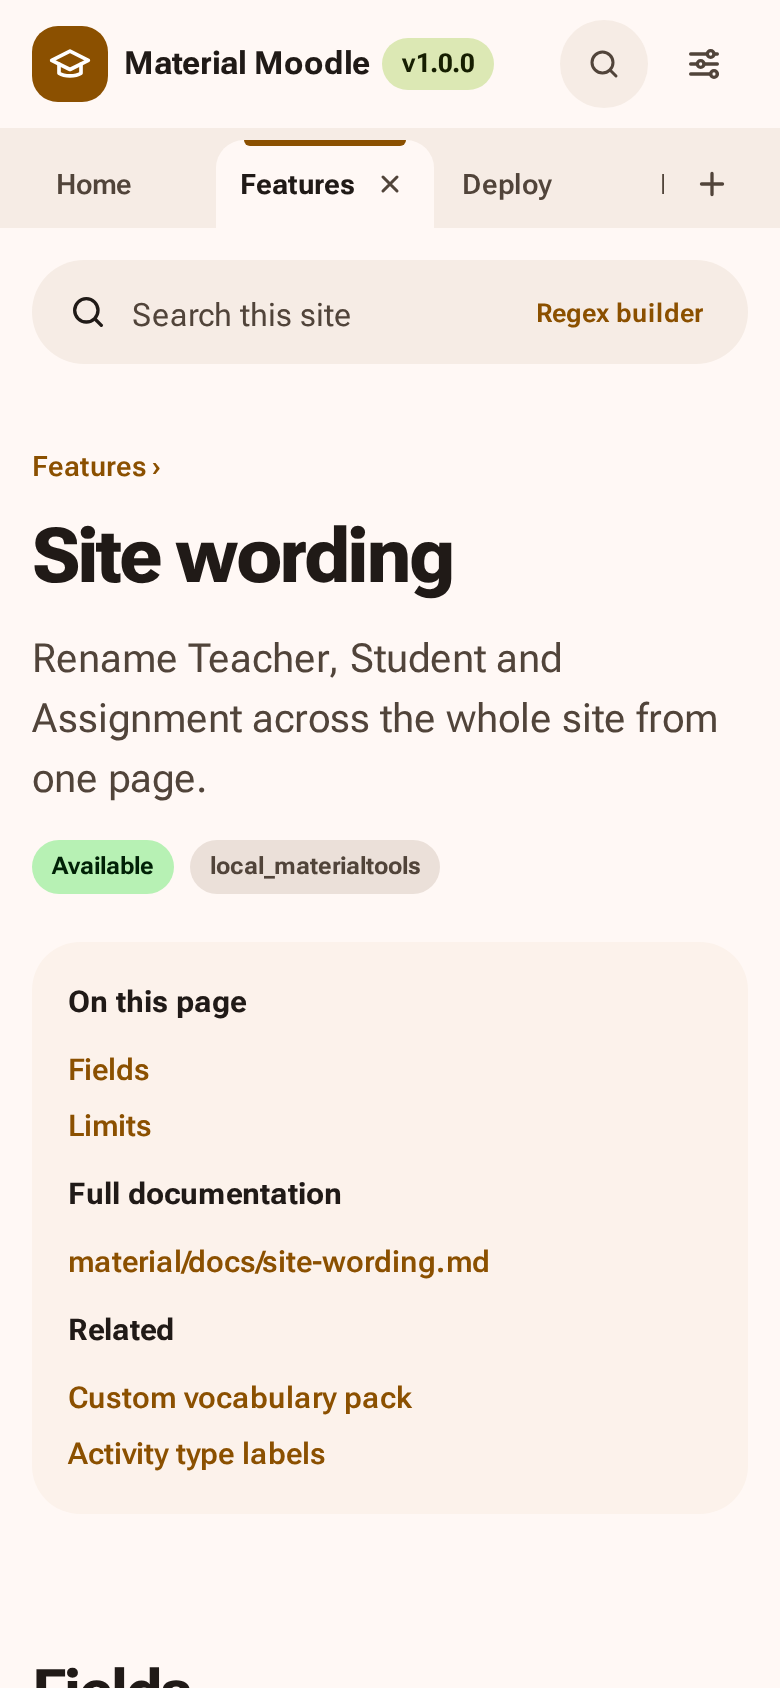 Material Moodle v1.0.0
Home Features Deploy
Search this site Regex builder
Features ›
Site wording
Rename Teacher, Student and
Assignment across the whole site from
one page.
Available local_materialtools
On this page
Fields
Limits
Full documentation
material/docs/site-wording.md
Related
Custom vocabulary pack
Activity type labels
Fields